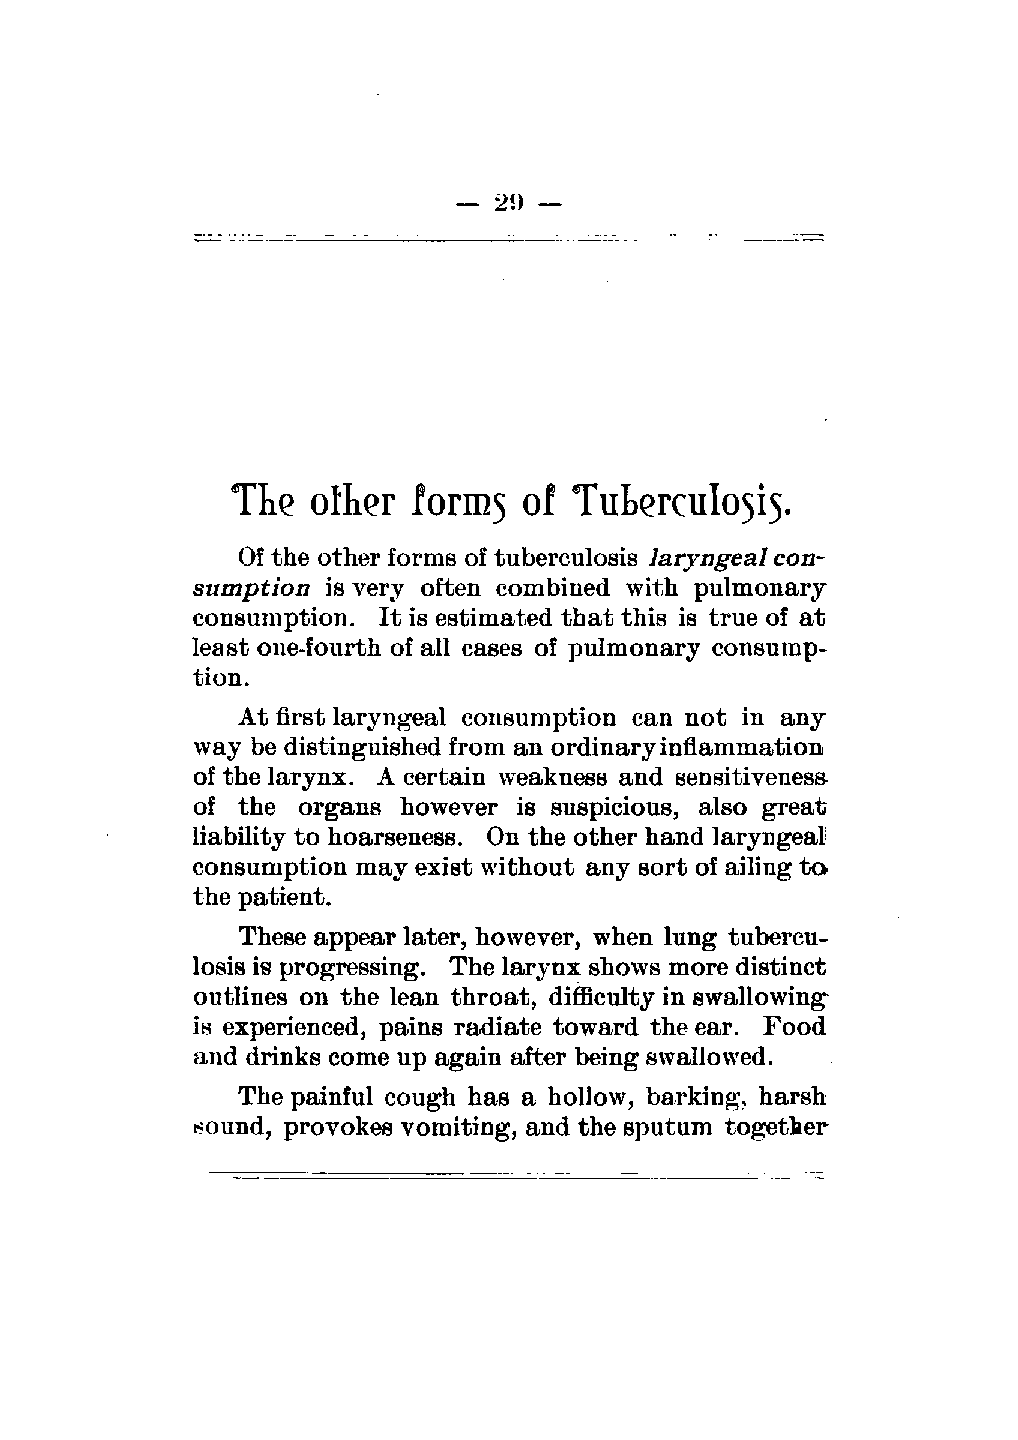 — 29 —
The other forms of Tuberculosis.
Of the other forms of tuberculosis laryngeal con-
sumption is very often combined with pulmonary
consumption. It is estimated that this is true of at
least one-fourth of all cases of pulmonary consump-
tion.
At first laryngeal consumption can not in any
way be distinguished from an ordinary inflammation
of the larynx. A certain weakness and sensitiveness
of the organs however is suspicious, also great
liability to hoarseness. On the other hand laryngeal
consumption may exist without any sort of ailing to
the patient.
These appear later, however, when lung tubercu-
losis is progressing. The larynx shows more distinct
outlines on the lean throat, difficulty in swallowing
is experienced, pains radiate toward the ear. Food
and drinks come up again after being swallowed.
The painful cough has a hollow, barking, harsh
sound, provokes vomiting, and the sputum together